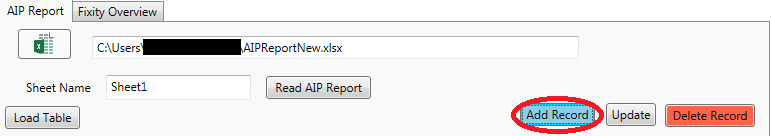 AIP Report Fixity Overview
C:\Users\ \AIPReportNew.xlsx
Sheet Name Sheet1 Read AIP Report
Load Table Add Record Update Delete Record